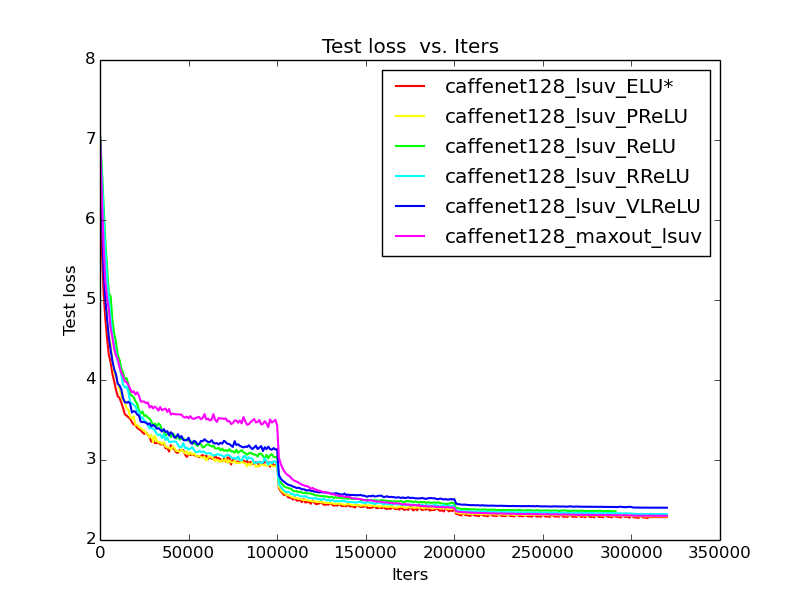 Test loss  vs. Iters
8
7
6
5
4
3
2
Test loss
caffenet128_lsuv_ELU*
caffenet128_lsuv_PReLU
caffenet128_lsuv_ReLU
caffenet128_lsuv_RReLU
caffenet128_lsuv_VLReLU
caffenet128_maxout_lsuv
0 50000 100000 150000 200000 250000 300000 350000
Iters